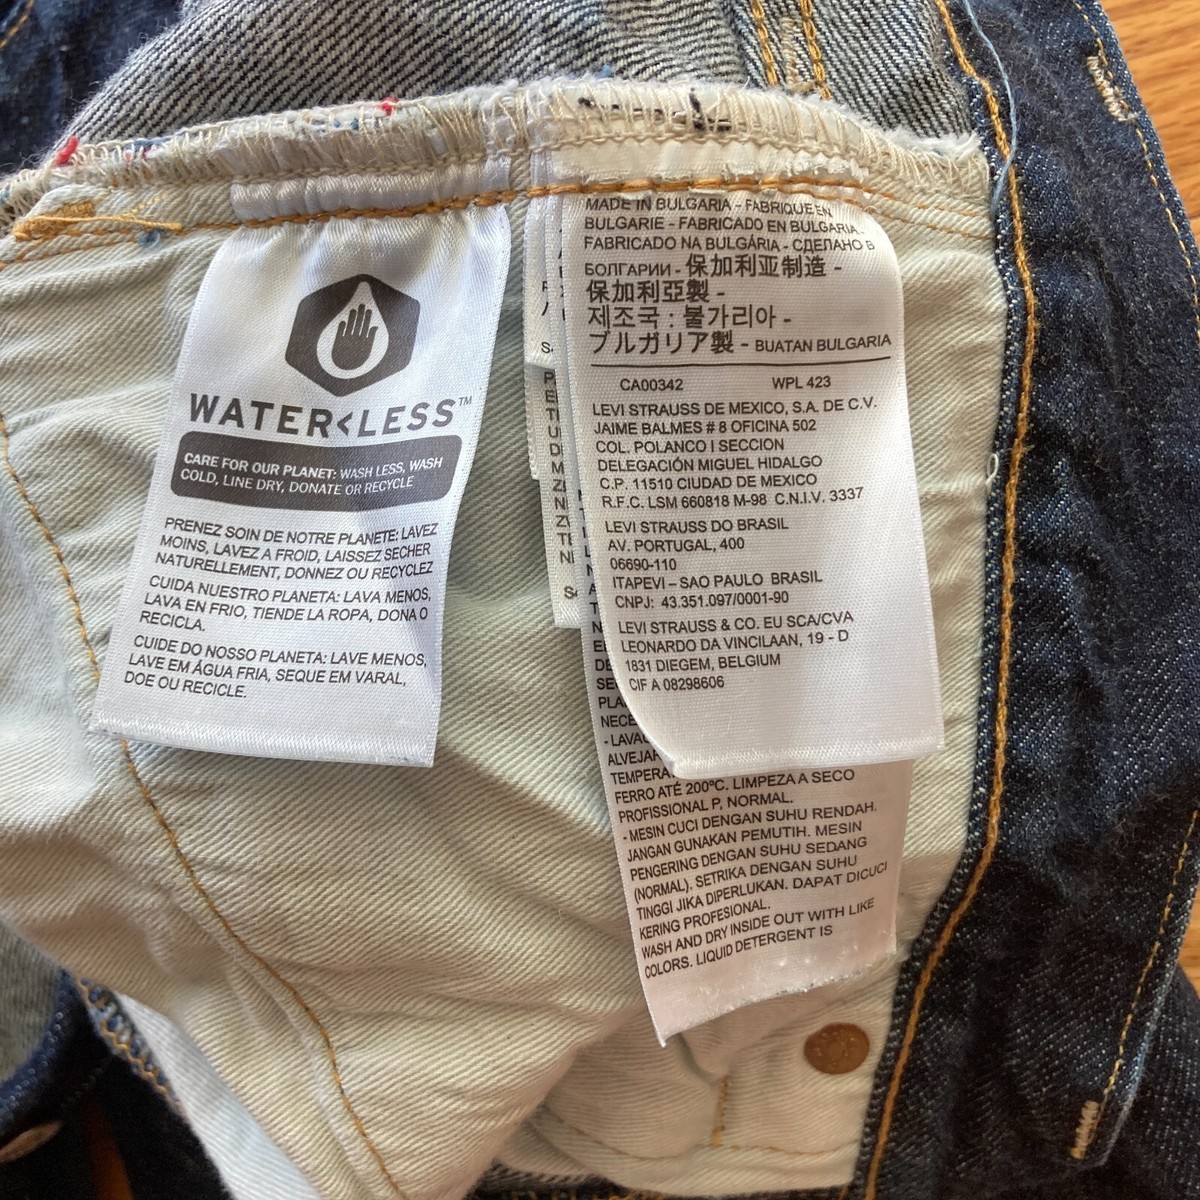 WATER<LESS™
CARE FOR OUR PLANET: WASH LESS, WASH
COLD, LINE DRY, DONATE OR RECYCLE
PRENEZ SOIN DE NOTRE PLANETE: LAVEZ
MOINS, LAVEZ A FROID, LAISSEZ SECHER
NATURELLEMENT, DONNEZ OU RECYCLEZ
CUIDA NUESTRO PLANETA: LAVA MENOS,
LAVA EN FRIO, TIENDE LA ROPA, DONA O
RECICLA.
CUIDE DO NOSSO PLANETA: LAVE MENOS,
LAVE EM ÁGUA FRIA, SEQUE EM VARAL,
DOE OU RECICLE.
MADE IN BULGARIA - FABRIQUE EN
BULGARIE - FABRICADO EN BULGARIA -
FABRICADO NA BULGÁRIA - СДЕЛАНО В
БОЛГАРИИ - 保加利亚制造 -
保加利亞製 -
제조국 : 불가리아 -
ブルガリア製 - BUATAN BULGARIA
CA00342 WPL 423
LEVI STRAUSS DE MEXICO, S.A. DE C.V.
JAIME BALMES # 8 OFICINA 502
COL. POLANCO I SECCION
DELEGACIÓN MIGUEL HIDALGO
C.P. 11510 CIUDAD DE MEXICO
R.F.C. LSM 660818 M-98 C.N.I.V. 3337
LEVI STRAUSS DO BRASIL
AV. PORTUGAL, 400
06690-110
ITAPEVI – SAO PAULO BRASIL
CNPJ: 43.351.097/0001-90
LEVI STRAUSS & CO. EU SCA/CVA
LEONARDO DA VINCILAAN, 19 - D
1831 DIEGEM, BELGIUM
CIF A 08298606
FERRO ATÉ 200°C. LIMPEZA A SECO
PROFISSIONAL P, NORMAL.
- MESIN CUCI DENGAN SUHU RENDAH.
JANGAN GUNAKAN PEMUTIH. MESIN
PENGERING DENGAN SUHU SEDANG
(NORMAL). SETRIKA DENGAN SUHU
TINGGI JIKA DIPERLUKAN. DAPAT DICUCI
KERING PROFESIONAL.
WASH AND DRY INSIDE OUT WITH LIKE
COLORS. LIQUID DETERGENT IS